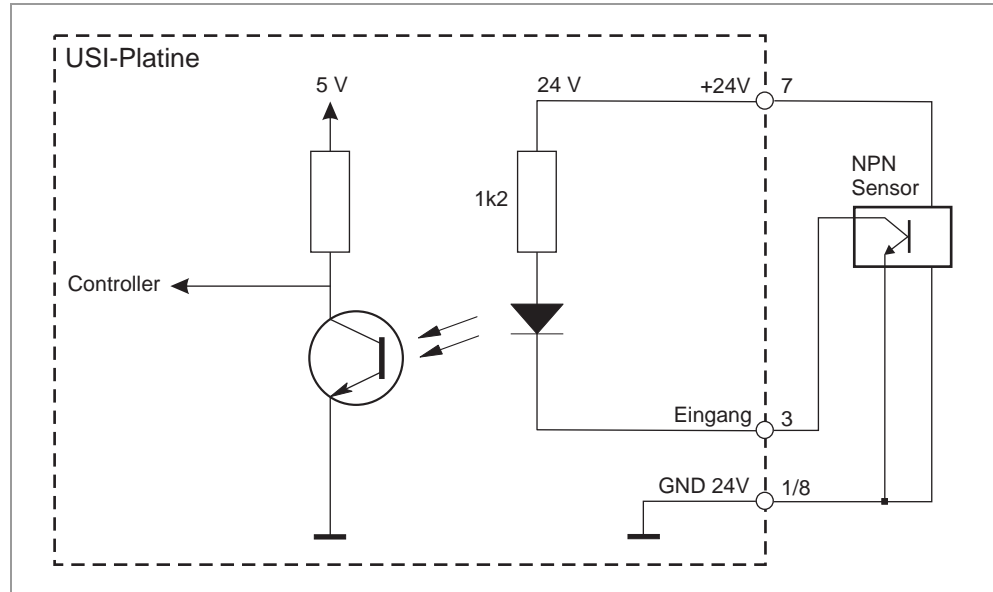 USI-Platine
5 V
24 V
+24V
7
NPN
Sensor
1k2
Controller
Eingang
3
GND 24V
1/8